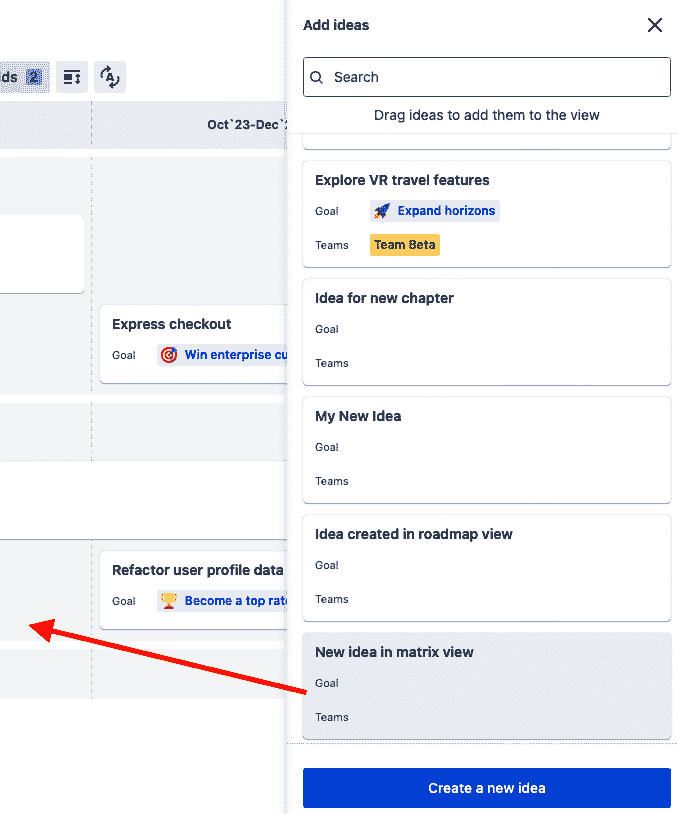 Add ideas
Search
Drag ideas to add them to the view
2
A
Oct`23-Dec`
Explore VR travel features
Goal
Expand horizons
Teams
Team Beta
Idea for new chapter
Goal
Teams
Express checkout
Goal
Win enterprise
My New Idea
Goal
Teams
Idea created in roadmap view
Goal
Teams
Refactor user profile data
Goal
Become a top
New idea in matrix view
Goal
Teams
Create a new idea